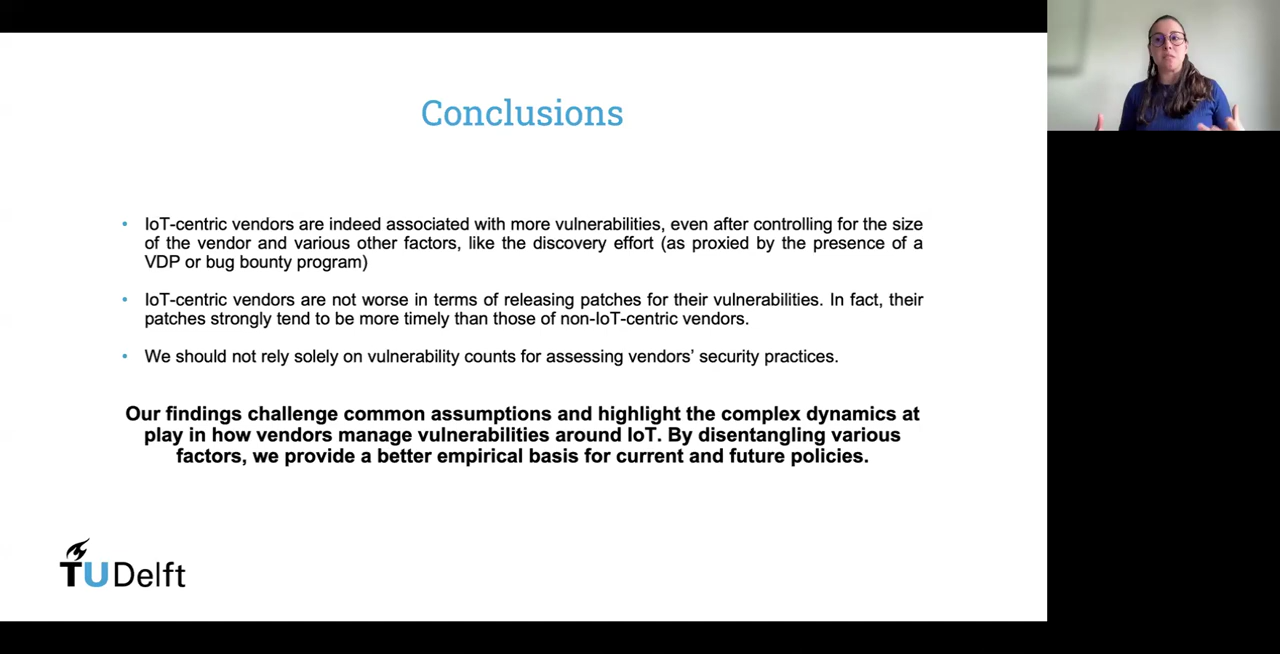 Conclusions
• IoT-centric vendors are indeed associated with more vulnerabilities, even after controlling for the size
of the vendor and various other factors, like the discovery effort (as proxied by the presence of a
VDP or bug bounty program)
• IoT-centric vendors are not worse in terms of releasing patches for their vulnerabilities. In fact, their
patches strongly tend to be more timely than those of non-IoT-centric vendors.
• We should not rely solely on vulnerability counts for assessing vendors’ security practices.
Our findings challenge common assumptions and highlight the complex dynamics at
play in how vendors manage vulnerabilities around IoT. By disentangling various
factors, we provide a better empirical basis for current and future policies.
TUDelft